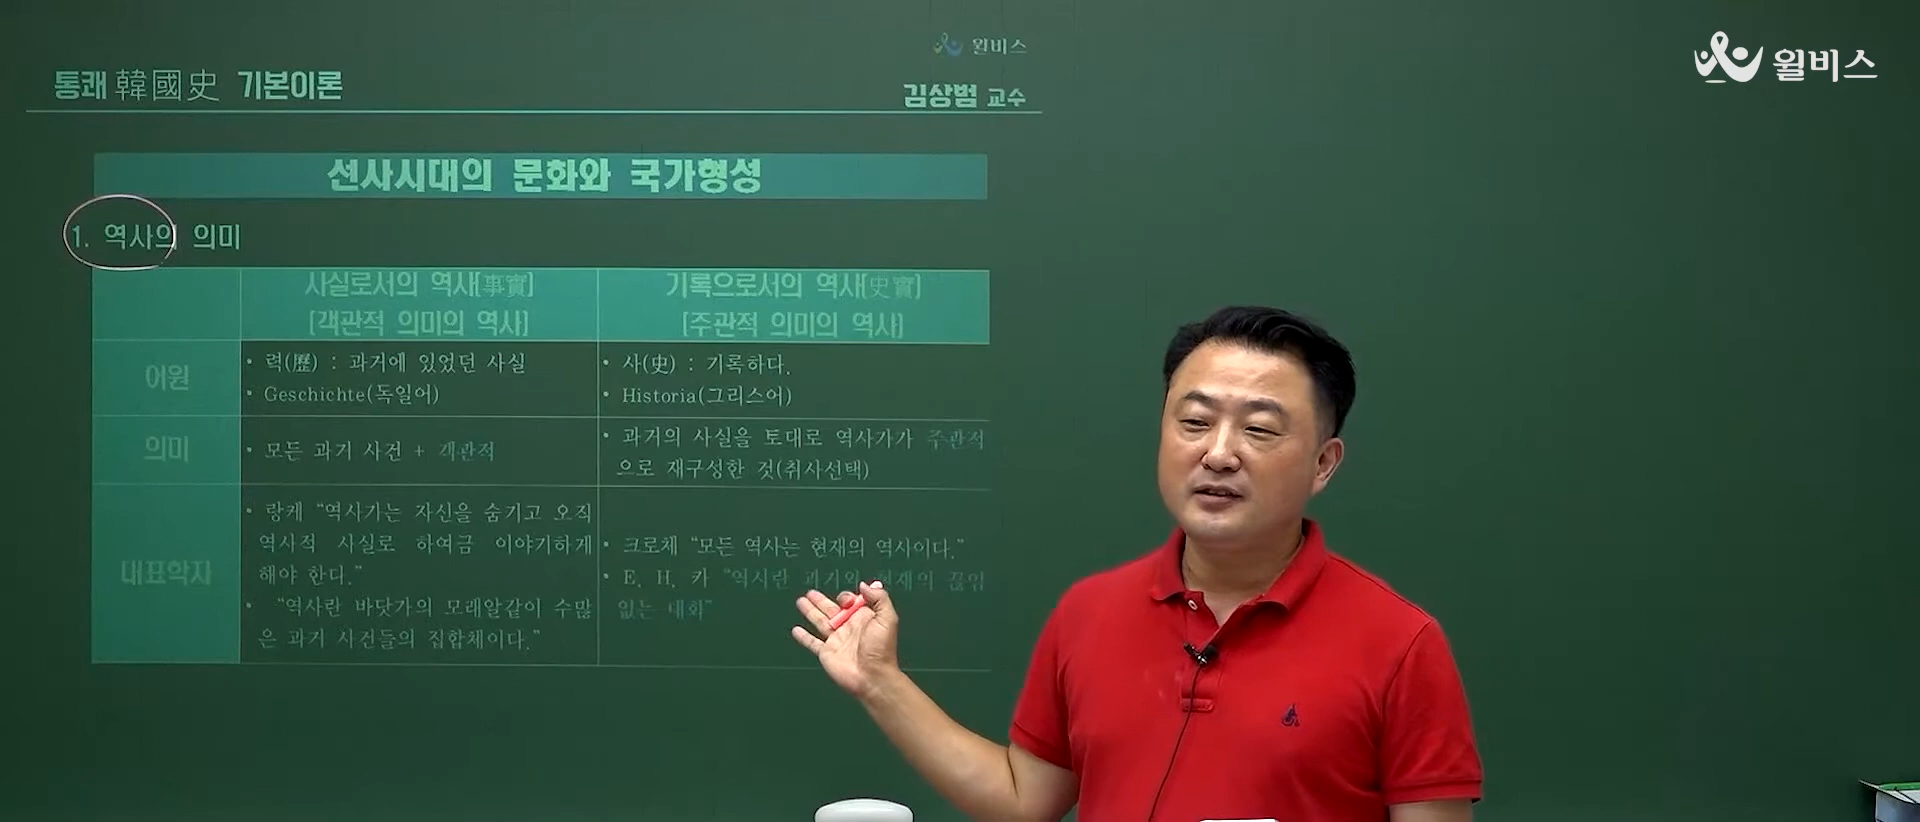 윌비스
윌비스
통쾌 韓國史 기본이론
김상범 교수
선사시대의 문화와 국가형성
1. 역사의 의미
사실로서의 역사[事實]
[객관적 의미의 역사]
기록으로서의 역사[史實]
[주관적 의미의 역사]
어원
• 력(歷) : 과거에 있었던 사실
• Geschichte(독일어)
• 사(史) : 기록하다.
• Historia(그리스어)
의미
• 모든 과거 사건 + 객관적
• 과거의 사실을 토대로 역사가가 주관적
으로 재구성한 것(취사선택)
대표학자
• 랑케 “역사가는 자신을 숨기고 오직
역사적 사실로 하여금 이야기하게
해야 한다.”
• “역사란 바닷가의 모래알같이 수많
은 과거 사건들의 집합체이다.”
• 크로체 “모든 역사는 현재의 역사이다.”
• E. H. 카 “역사란 과거와 현재의 끊임
없는 대화”